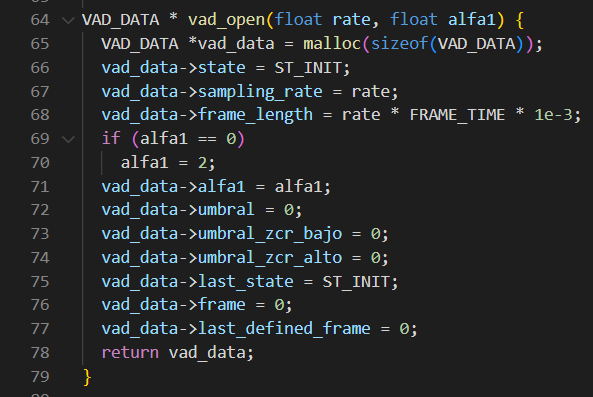 64 VAD_DATA * vad_open(float rate, float alfa1) {
65   VAD_DATA *vad_data = malloc(sizeof(VAD_DATA));
66   vad_data->state = ST_INIT;
67   vad_data->sampling_rate = rate;
68   vad_data->frame_length = rate * FRAME_TIME * 1e-3;
69   if (alfa1 == 0)
70     alfa1 = 2;
71   vad_data->alfa1 = alfa1;
72   vad_data->umbral = 0;
73   vad_data->umbral_zcr_bajo = 0;
74   vad_data->umbral_zcr_alto = 0;
75   vad_data->last_state = ST_INIT;
76   vad_data->frame = 0;
77   vad_data->last_defined_frame = 0;
78   return vad_data;
79 }